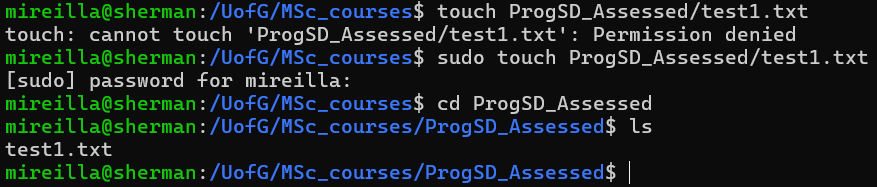 mireilla@sherman:/UofG/MSc_courses$ touch ProgSD_Assessed/test1.txt
touch: cannot touch 'ProgSD_Assessed/test1.txt': Permission denied
mireilla@sherman:/UofG/MSc_courses$ sudo touch ProgSD_Assessed/test1.txt
[sudo] password for mireilla:
mireilla@sherman:/UofG/MSc_courses$ cd ProgSD_Assessed
mireilla@sherman:/UofG/MSc_courses/ProgSD_Assessed$ ls
test1.txt
mireilla@sherman:/UofG/MSc_courses/ProgSD_Assessed$